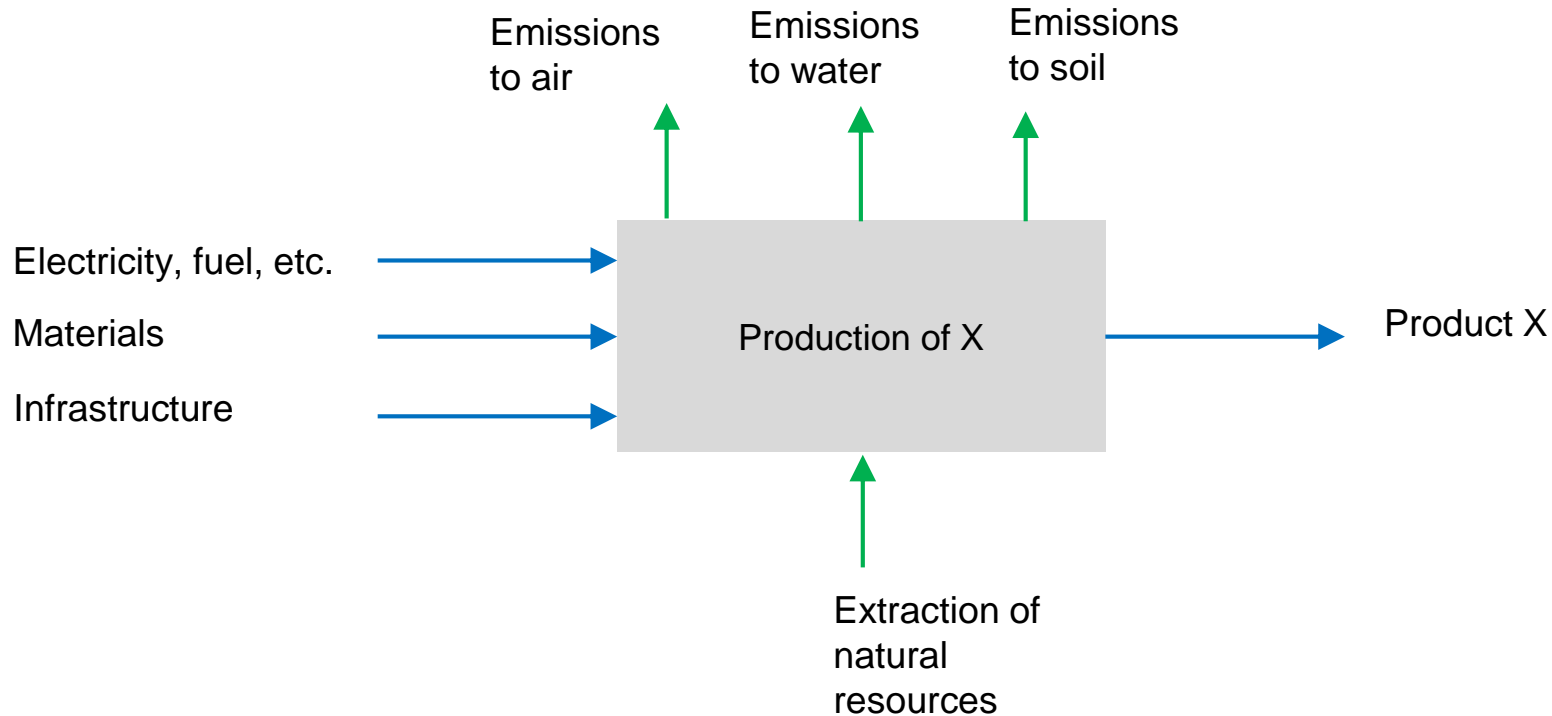 Emissions
to air
Emissions
to water
Emissions
to soil
Electricity, fuel, etc.
Materials
Infrastructure
Production of X
Product X
Extraction of
natural
resources